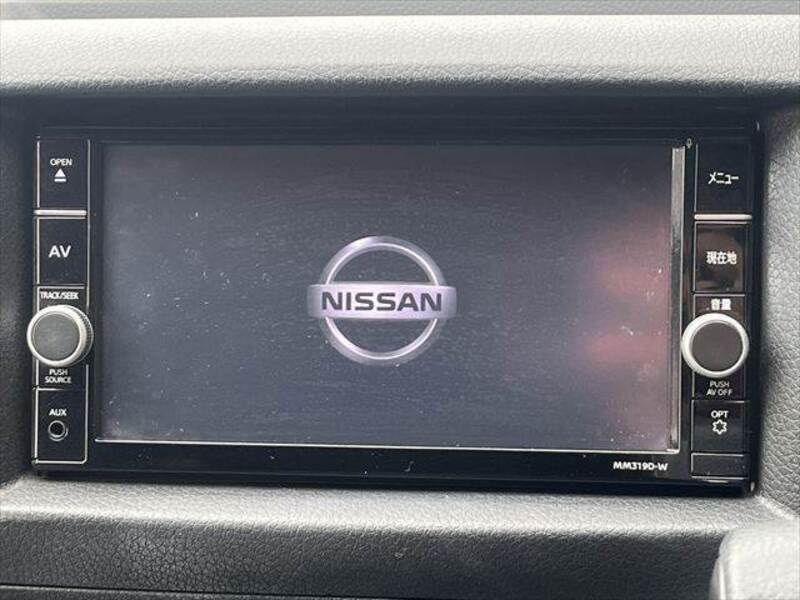 OPEN
AV
TRACK/SEEK
PUSH
SOURCE
AUX
NISSAN
メニュー
現在地
音量
PUSH
AV OFF
OPT
MM319D-W